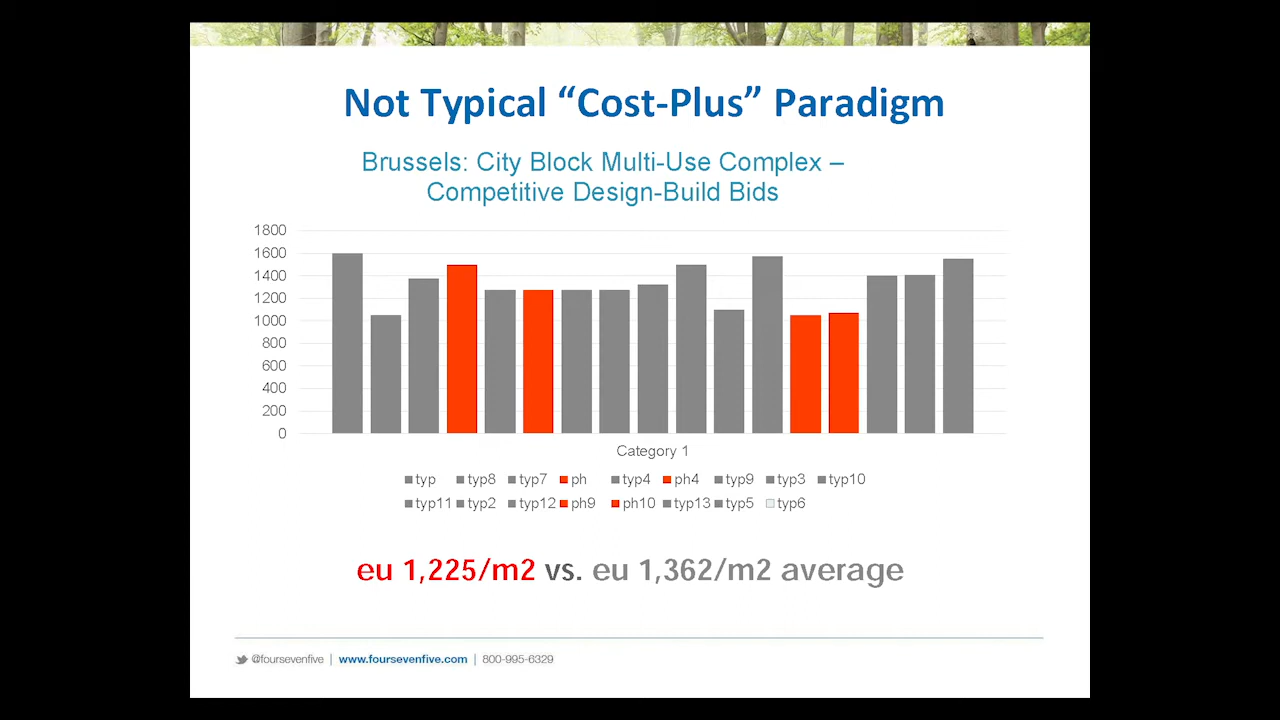 Not Typical “Cost-Plus” Paradigm
Brussels: City Block Multi-Use Complex –
Competitive Design-Build Bids
1800
1600
1400
1200
1000
800
600
400
200
0
Category 1
typ typ8 typ7 ph typ4 ph4 typ9 typ3 typ10
typ11 typ2 typ12 ph9 ph10 typ13 typ5 typ6
eu 1,225/m2 vs. eu 1,362/m2 average
@foursevenfive | www.foursevenfive.com | 800-995-6329